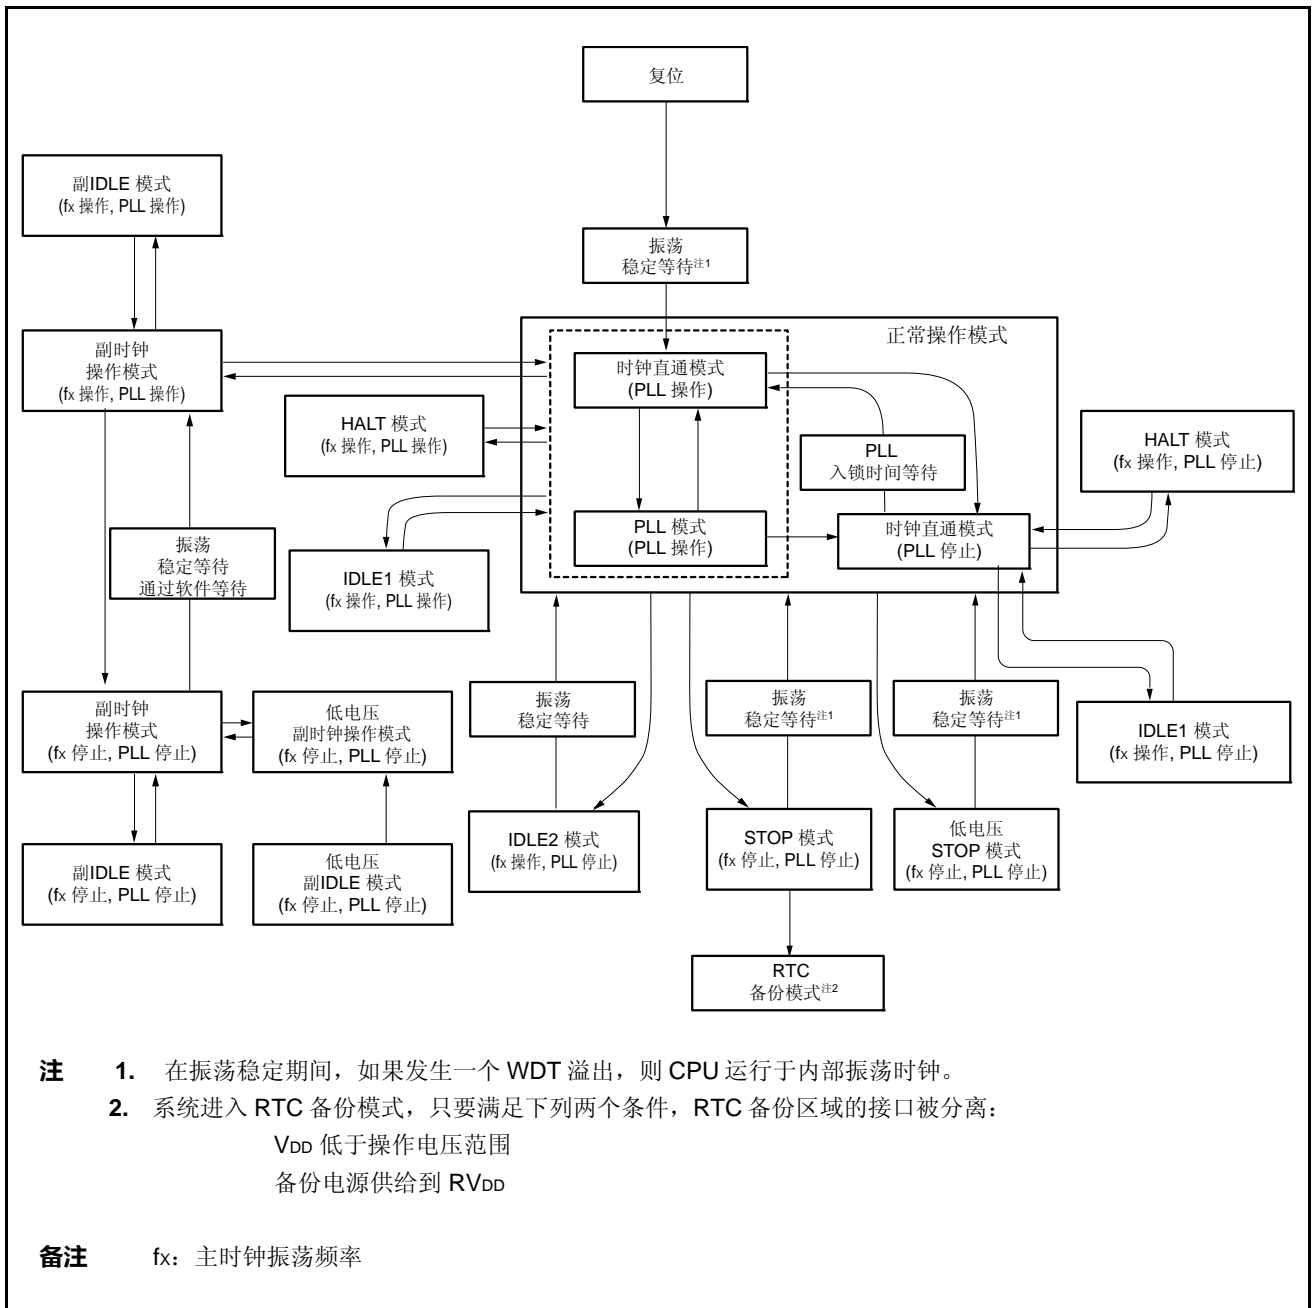 复位
副IDLE 模式
(fx 操作, PLL 操作)
振荡
稳定等待注1
正常操作模式
副时钟
操作模式
(fx 操作, PLL 操作)
时钟直通模式
(PLL 操作)
HALT 模式
(fx 操作, PLL 操作)
PLL
入锁时间等待
HALT 模式
(fx 操作, PLL 停止)
PLL 模式
(PLL 操作)
时钟直通模式
(PLL 停止)
振荡
稳定等待
通过软件等待
IDLE1 模式
(fx 操作, PLL 操作)
副时钟
操作模式
(fx 停止, PLL 停止)
低电压
副时钟操作模式
(fx 停止, PLL 停止)
振荡
稳定等待
振荡
稳定等待注1
振荡
稳定等待注1
IDLE1 模式
(fx 操作, PLL 停止)
副IDLE 模式
(fx 停止, PLL 停止)
低电压
副IDLE 模式
(fx 停止, PLL 停止)
IDLE2 模式
(fx 操作, PLL 停止)
STOP 模式
(fx 停止, PLL 停止)
低电压
STOP 模式
(fx 停止, PLL 停止)
RTC
备份模式注2
注 1. 在振荡稳定期间，如果发生一个 WDT 溢出，则 CPU 运行于内部振荡时钟。
2. 系统进入 RTC 备份模式，只要满足下列两个条件，RTC 备份区域的接口被分离：
VDD 低于操作电压范围
备份电源供给到 RVDD
备注 fx：主时钟振荡频率